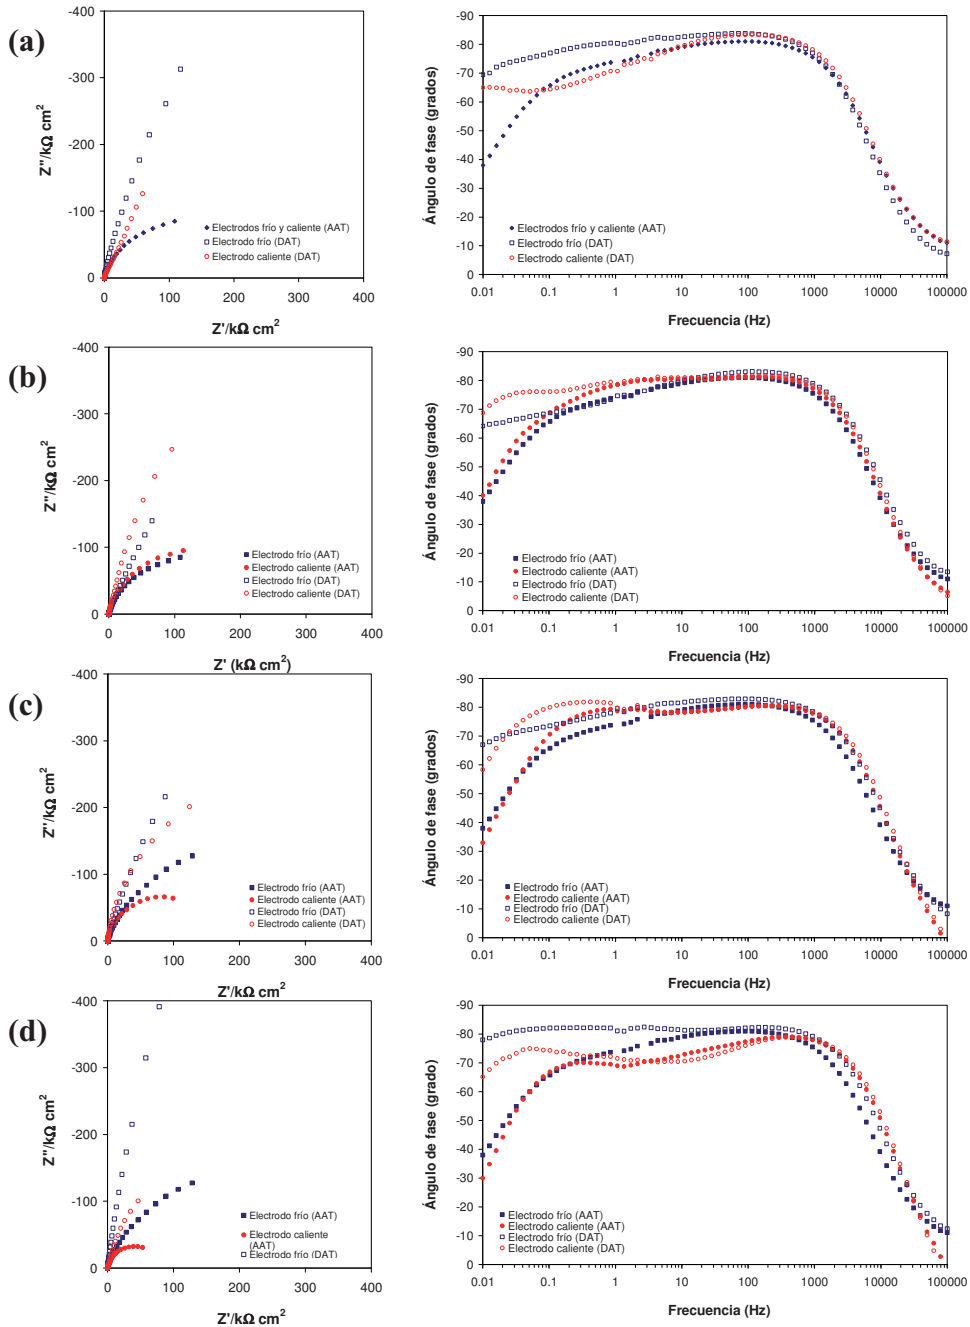 (a)
-400
-300
-200
-100
0
0 100 200 300 400
Z''/kΩ cm²
Z'/kΩ cm²
Electrodos frío y caliente (AAT)
Electrodo frío (DAT)
Electrodo caliente (DAT)
-90
-80
-70
-60
-50
-40
-30
-20
-10
0
0.01 0.1 1 10 100 1000 10000 100000
Ángulo de fase (grados)
Frecuencia (Hz)
Electrodos frío y caliente (AAT)
Electrodo frío (DAT)
Electrodo caliente (DAT)
(b)
-400
-300
-200
-100
0
0 100 200 300 400
Z''/kΩ cm²
Z' (kΩ cm²)
Electrodo frío (AAT)
Electrodo caliente (AAT)
Electrodo frío (DAT)
Electrodo caliente (DAT)
-90
-80
-70
-60
-50
-40
-30
-20
-10
0
0.01 0.1 1 10 100 1000 10000 100000
Ángulo de fase (grados)
Frecuencia (Hz)
Electrodo frío (AAT)
Electrodo caliente (AAT)
Electrodo frío (DAT)
Electrodo caliente (DAT)
(c)
-400
-300
-200
-100
0
0 100 200 300 400
Z'/kΩ cm²
Z'/kΩ cm²
Electrodo frío (AAT)
Electrodo caliente (AAT)
Electrodo frío (DAT)
Electrodo caliente (DAT)
-90
-80
-70
-60
-50
-40
-30
-20
-10
0
0.01 0.1 1 10 100 1000 10000 100000
Ángulo de fase (grados)
Frecuencia (Hz)
Electrodo frío (AAT)
Electrodo caliente (AAT)
Electrodo frío (DAT)
Electrodo caliente (DAT)
(d)
-400
-300
-200
-100
0
0 100 200 300 400
Z''/kΩ cm²
Z'/kΩ cm²
Electrodo frío (AAT)
Electrodo caliente
(AAT)
Electrodo frío (DAT)
-90
-80
-70
-60
-50
-40
-30
-20
-10
0
0.01 0.1 1 10 100 1000 10000 100000
Ángulo de fase (grado)
Frecuencia (Hz)
Electrodo frío (AAT)
Electrodo caliente (AAT)
Electrodo frío (DAT)
Electrodo caliente (DAT)